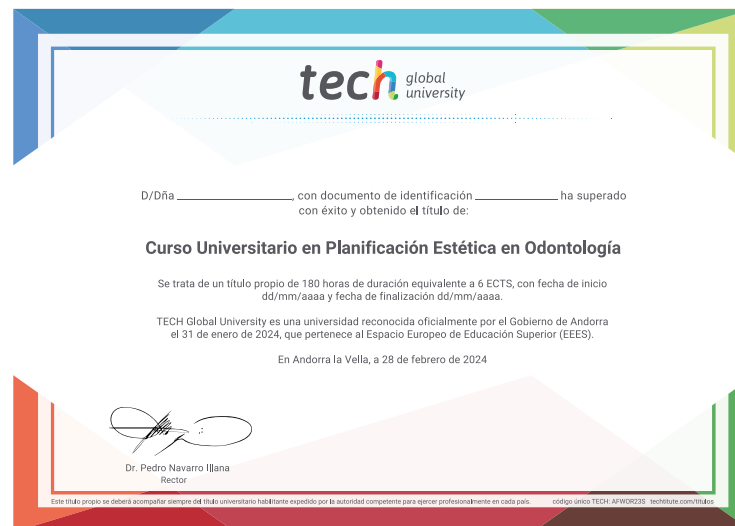 tech global
university
D/Dña ____________________, con documento de identificación ______________ ha superado
con éxito y obtenido el título de:
Curso Universitario en Planificación Estética en Odontología
Se trata de un título propio de 180 horas de duración equivalente a 6 ECTS, con fecha de inicio
dd/mm/aaaa y fecha de finalización dd/mm/aaaa.
TECH Global University es una universidad reconocida oficialmente por el Gobierno de Andorra
el 31 de enero de 2024, que pertenece al Espacio Europeo de Educación Superior (EEES).
En Andorra la Vella, a 28 de febrero de 2024
Dr. Pedro Navarro Illana
Rector
Este título propio se deberá acompañar siempre del título universitario habilitante expedido por la autoridad competente para ejercer profesionalmente en cada país. código único TECH: AFWOR23S techtitute.com/titulos